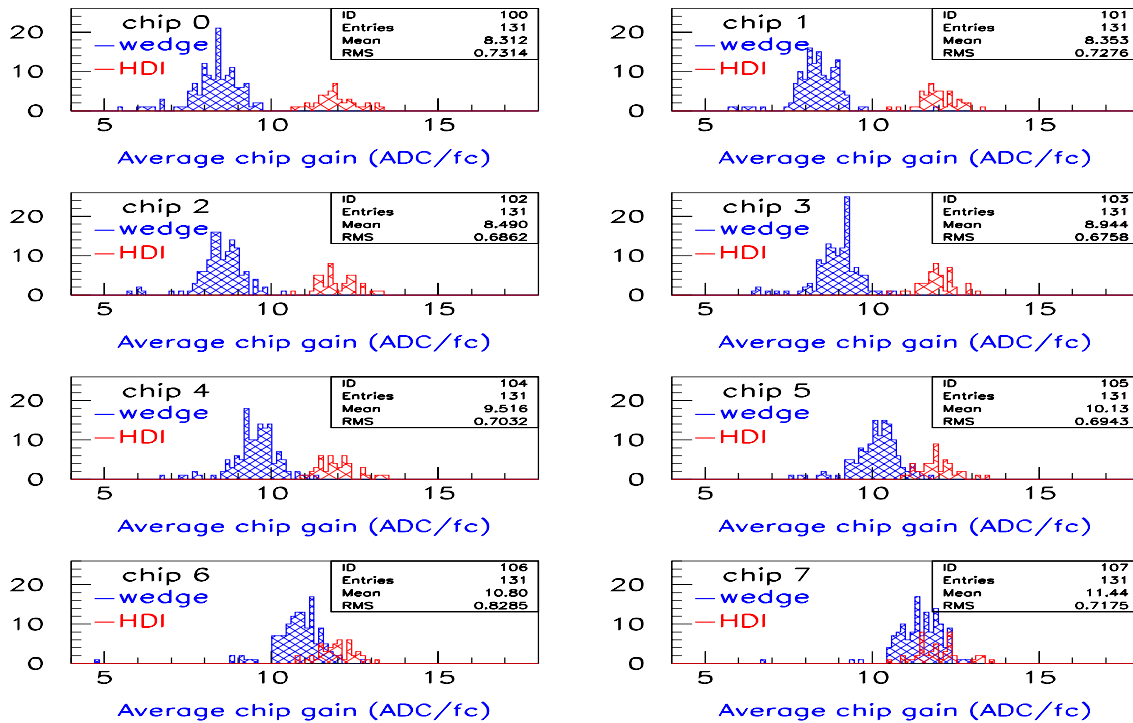 chip 0
wedge
HDI
ID 100
Entries 131
Mean 8.312
RMS 0.7314
20
10
0
5 10 15
Average chip gain (ADC/fc)
chip 1
wedge
HDI
ID 101
Entries 131
Mean 8.353
RMS 0.7276
20
10
0
5 10 15
Average chip gain (ADC/fc)
chip 2
wedge
HDI
ID 102
Entries 131
Mean 8.490
RMS 0.6862
20
10
0
5 10 15
Average chip gain (ADC/fc)
chip 3
wedge
HDI
ID 103
Entries 131
Mean 8.944
RMS 0.6758
20
10
0
5 10 15
Average chip gain (ADC/fc)
chip 4
wedge
HDI
ID 104
Entries 131
Mean 9.516
RMS 0.7032
20
10
0
5 10 15
Average chip gain (ADC/fc)
chip 5
wedge
HDI
ID 105
Entries 131
Mean 10.13
RMS 0.6943
20
10
0
5 10 15
Average chip gain (ADC/fc)
chip 6
wedge
HDI
ID 106
Entries 131
Mean 10.80
RMS 0.8285
20
10
0
5 10 15
Average chip gain (ADC/fc)
chip 7
wedge
HDI
ID 107
Entries 131
Mean 11.44
RMS 0.7175
20
10
0
5 10 15
Average chip gain (ADC/fc)